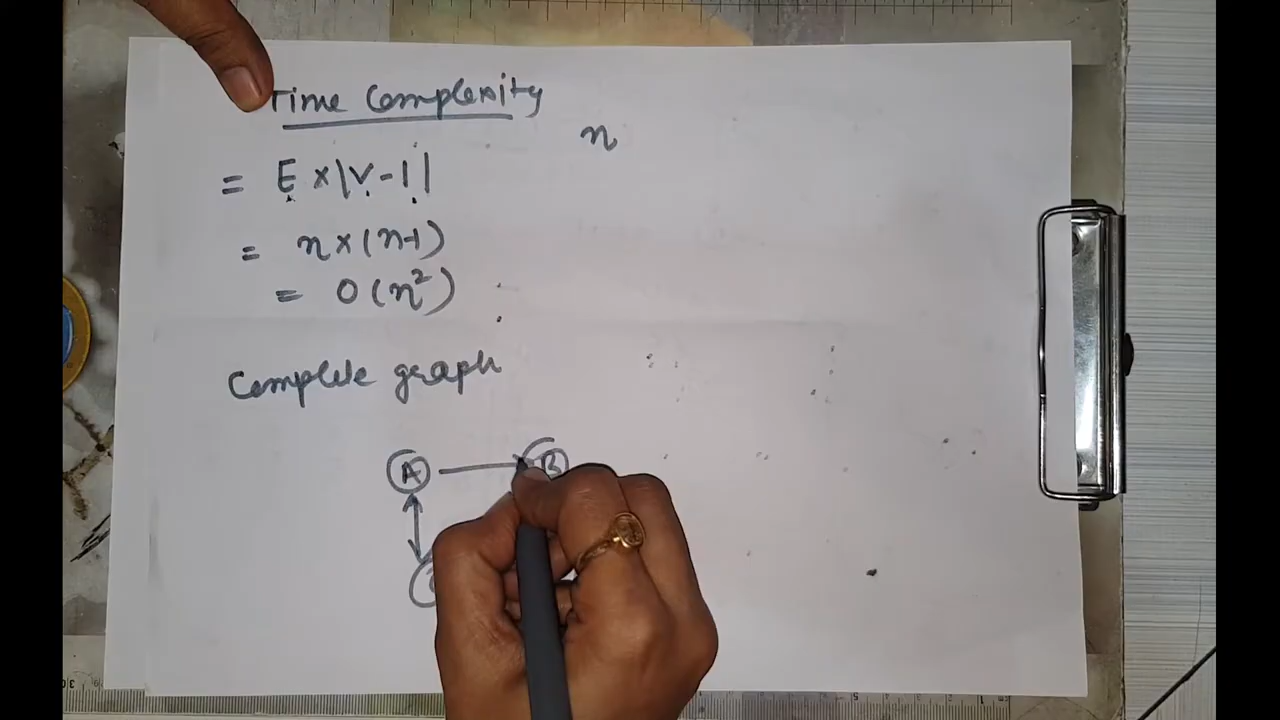 Time Complexity
n
= E × |V - 1|
= n × (n-1)
= O(n²)
Complete graph
A B